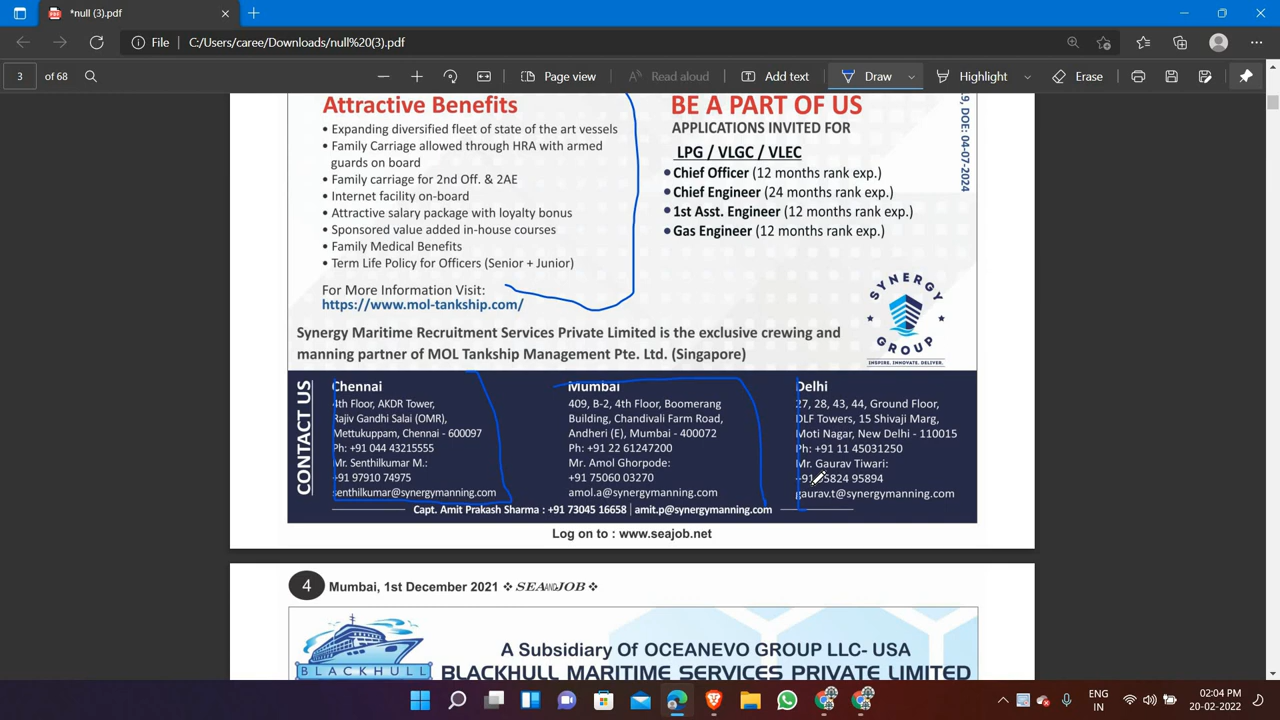 *null (3).pdf
File
C:/Users/caree/Downloads/null%20(3).pdf
3
of 68
Page view
Read aloud
Add text
Draw
Highlight
Erase
Attractive Benefits
• Expanding diversified fleet of state of the art vessels
• Family Carriage allowed through HRA with armed
guards on board
• Family carriage for 2nd Off. & 2AE
• Internet facility on-board
• Attractive salary package with loyalty bonus
• Sponsored value added in-house courses
• Family Medical Benefits
• Term Life Policy for Officers (Senior + Junior)
For More Information Visit:
https://www.mol-tankship.com/
BE A PART OF US
APPLICATIONS INVITED FOR
LPG / VLGC / VLEC
• Chief Officer (12 months rank exp.)
• Chief Engineer (24 months rank exp.)
• 1st Asst. Engineer (12 months rank exp.)
• Gas Engineer (12 months rank exp.)
19, DOE: 04-07-2024
SYNERGY
GROUP
INSPIRE. INNOVATE. DELIVER.
Synergy Maritime Recruitment Services Private Limited is the exclusive crewing and
manning partner of MOL Tankship Management Pte. Ltd. (Singapore)
CONTACT US
Chennai
4th Floor, AKDR Tower,
Rajiv Gandhi Salai (OMR),
Mettukuppam, Chennai - 600097
Ph: +91 044 43215555
Mr. Senthilkumar M.:
+91 97910 74975
senthilkumar@synergymanning.com
Mumbai
409, B-2, 4th Floor, Boomerang
Building, Chandivali Farm Road,
Andheri (E), Mumbai - 400072
Ph: +91 22 61247200
Mr. Amol Ghorpode:
+91 75060 03270
amol.a@synergymanning.com
Delhi
27, 28, 43, 44, Ground Floor,
DLF Towers, 15 Shivaji Marg,
Moti Nagar, New Delhi - 110015
Ph: +91 11 45031250
Mr. Gaurav Tiwari:
+91 5824 95894
gaurav.t@synergymanning.com
Capt. Amit Prakash Sharma : +91 73045 16658 | amit.p@synergymanning.com
Log on to : www.seajob.net
4
Mumbai, 1st December 2021 ❖ SEA AND JOB ❖
BLACKHULL
A Subsidiary Of OCEANEVO GROUP LLC- USA
BLACKHULL MARITIME SERVICES PRIVATE LIMITED
ENG
IN
02:04 PM
20-02-2022